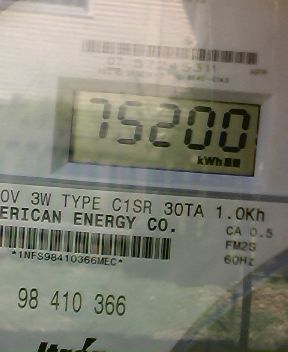 75200
kWh
0V 3W TYPE C1SR 30TA 1.0Kh
ERICAN ENERGY CO.
CA 0.5
FM2S
60Hz
*1NFS98410366MEC*
98 410 366